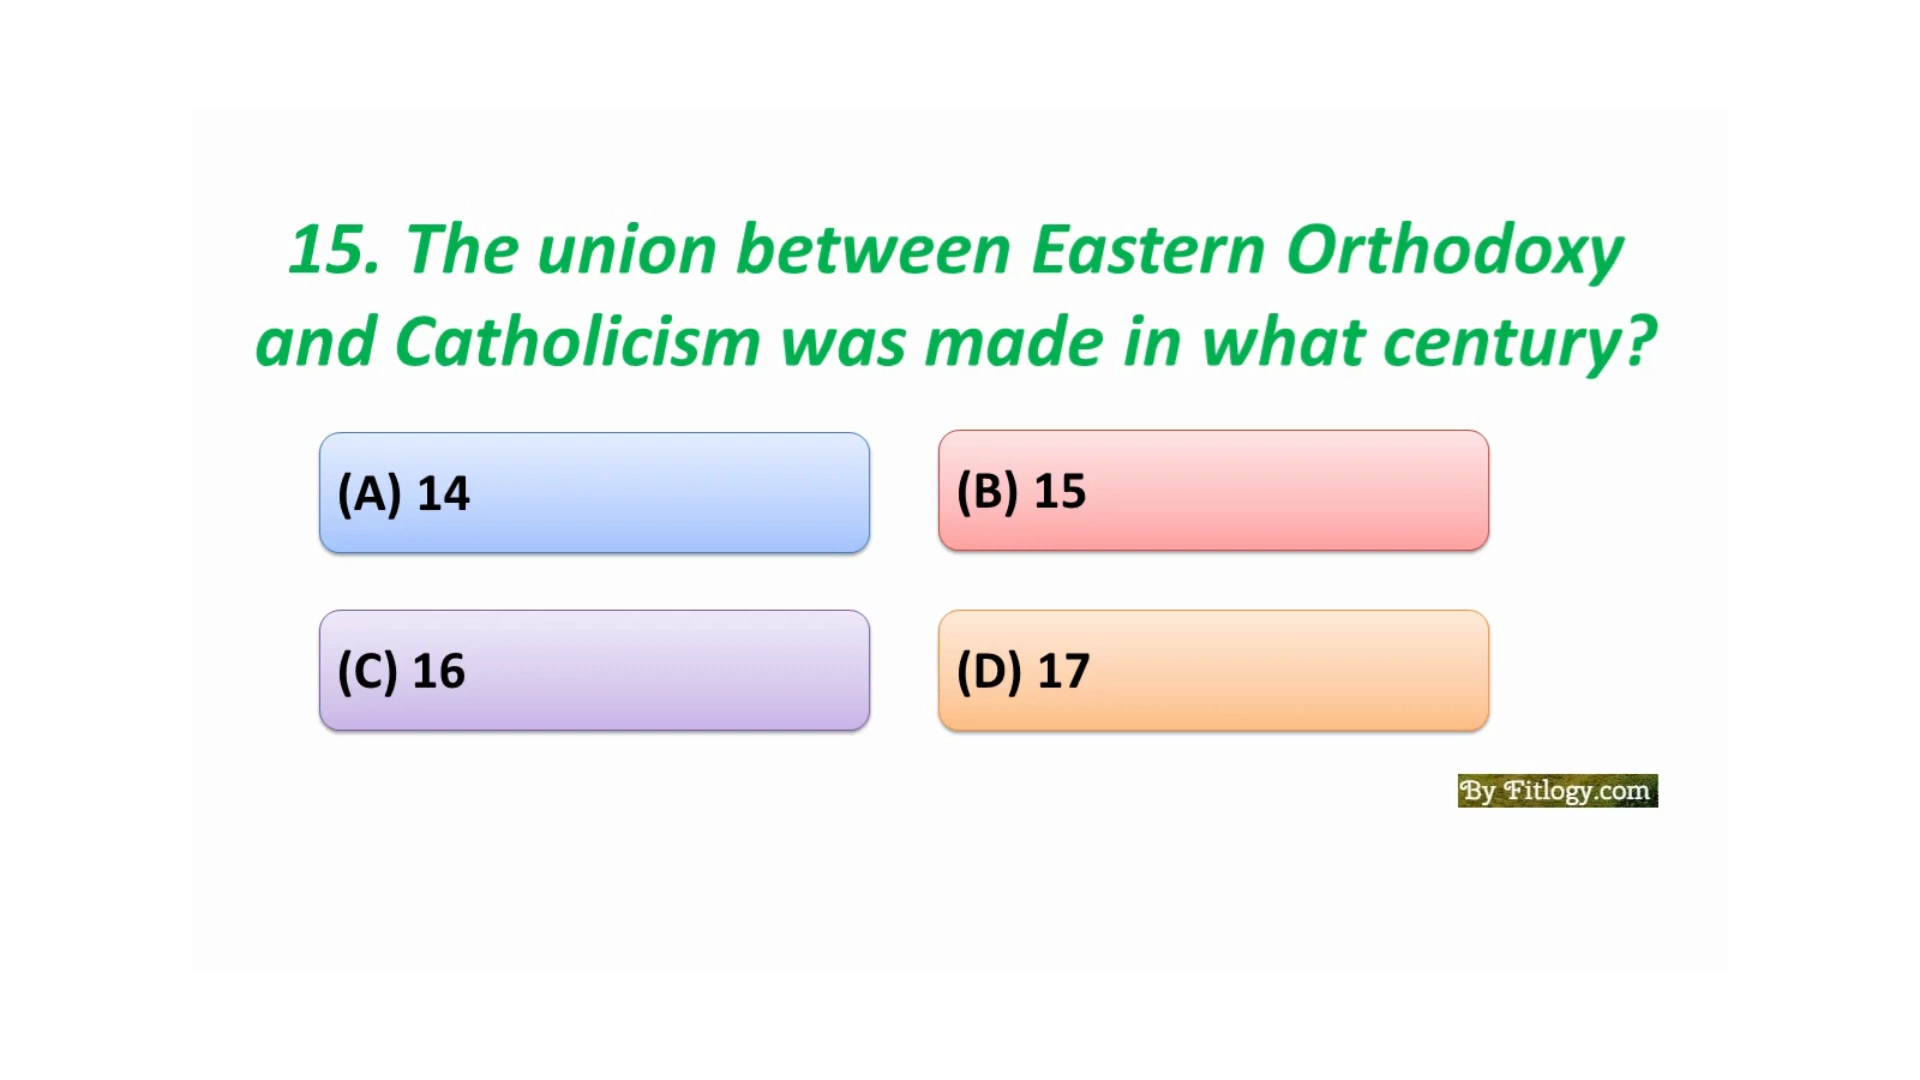 15. The union between Eastern Orthodoxy
and Catholicism was made in what century?
(A) 14
(B) 15
(C) 16
(D) 17
By Fitlogy.com